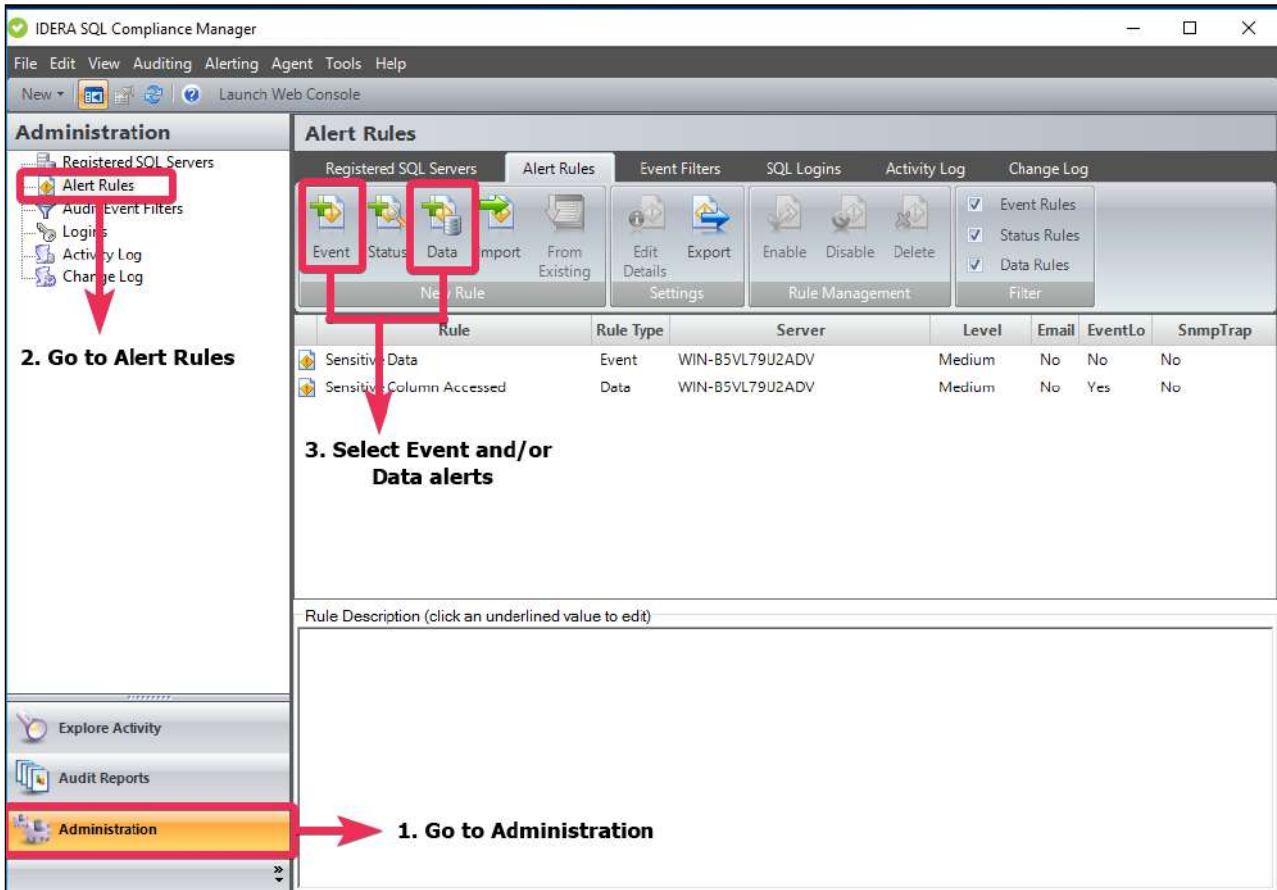 IDERA SQL Compliance Manager
File Edit View Auditing Alerting Agent Tools Help
New Launch Web Console
Administration
Registered SQL Servers
Alert Rules
Audit Event Filters
Logins
Activity Log
Change Log
2. Go to Alert Rules
Alert Rules
Registered SQL Servers Alert Rules Event Filters SQL Logins Activity Log Change Log
Event Status Data Import From Existing
New Rule
Edit Details Export
Settings
Enable Disable Delete
Rule Management
Event Rules
Status Rules
Data Rules
Filter
Rule Rule Type Server Level Email EventLo SnmpTrap
Sensitive Data Event WIN-B5VL79U2ADV Medium No No No
Sensitive Column Accessed Data WIN-B5VL79U2ADV Medium No Yes No
3. Select Event and/or
Data alerts
Rule Description (click an underlined value to edit)
Explore Activity
Audit Reports
Administration
1. Go to Administration